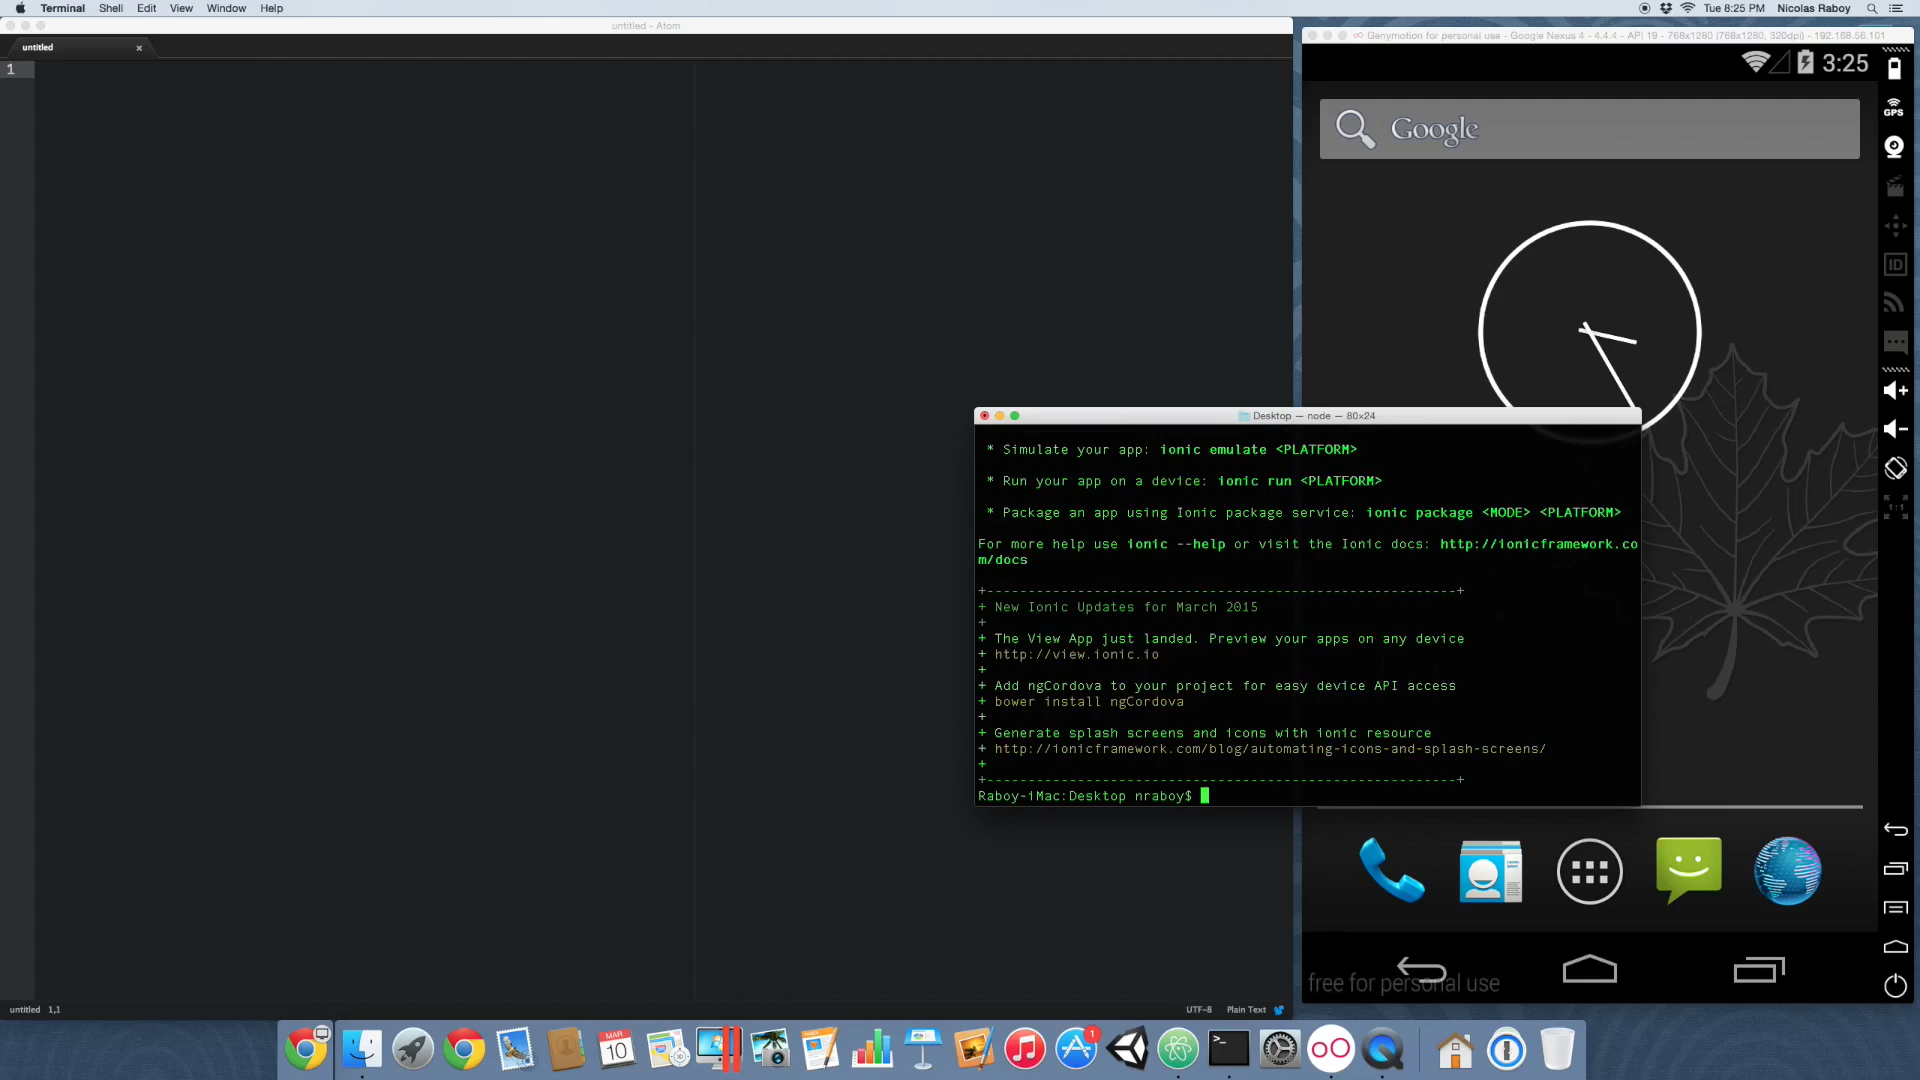 Terminal Shell Edit View Window Help
Tue 8:25 PM Nicolas Raboy
untitled - Atom
untitled
1
Genymotion for personal use - Google Nexus 4 - 4.4.4 - API 19 - 768x1280 (768x1280, 320dpi) - 192.168.56.101
3:25
GPS
Google
ID
1:1
Desktop — node — 80×24
* Simulate your app: ionic emulate <PLATFORM>
* Run your app on a device: ionic run <PLATFORM>
* Package an app using Ionic package service: ionic package <MODE> <PLATFORM>
For more help use ionic --help or visit the Ionic docs: http://ionicframework.co
m/docs
+---------------------------------------------------------+
+ New Ionic Updates for March 2015
+
+ The View App just landed. Preview your apps on any device
+ http://view.ionic.io
+
+ Add ngCordova to your project for easy device API access
+ bower install ngCordova
+
+ Generate splash screens and icons with ionic resource
+ http://ionicframework.com/blog/automating-icons-and-splash-screens/
+
+---------------------------------------------------------+
Raboy-iMac:Desktop nraboy$
free for personal use
untitled 1,1
UTF-8 Plain Text
MAR
10
1